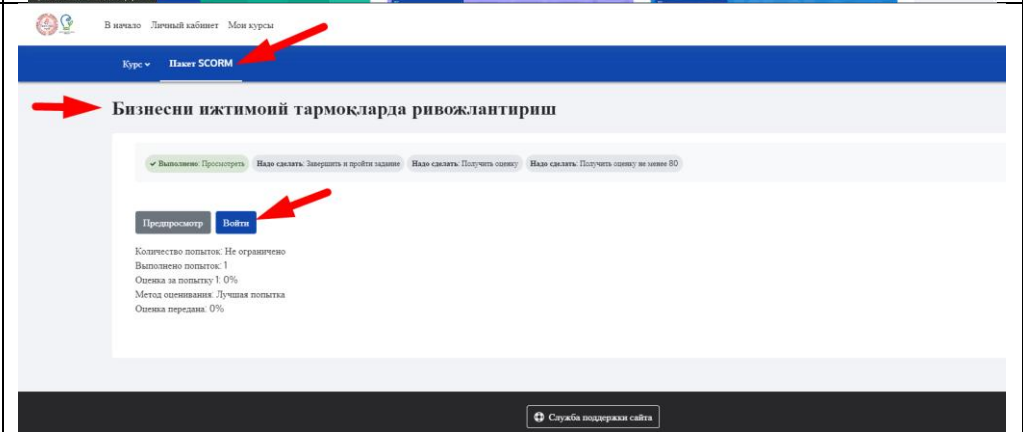 В начало Личный кабинет Мои курсы
Курс Пакет SCORM
Бизнесни ижтимоий тармоқларда ривожлантириш
Выполнено: Просмотреть Надо сделать: Завершить и пройти задание Надо сделать: Получить оценку Надо сделать: Получить оценку не менее 80
Предпросмотр Войти
Количество попыток: Не ограничено
Выполнено попыток: 1
Оценка за попытку 1: 0%
Метод оценивания: Лучшая попытка
Оценка передана: 0%
Служба поддержки сайта